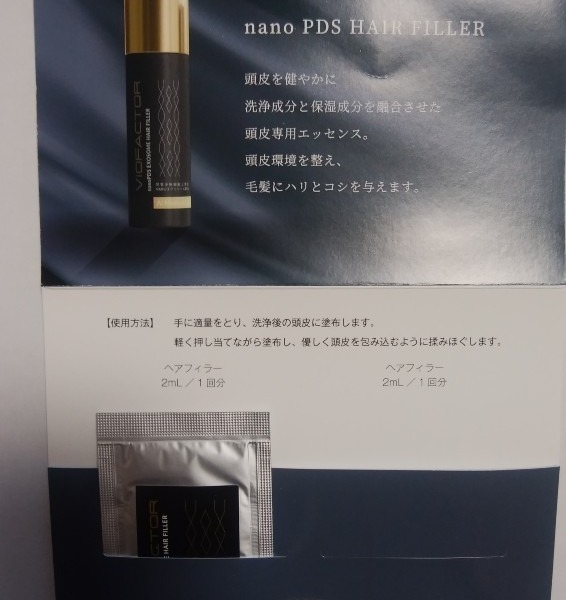 nano PDS HAIR FILLER
頭皮を健やかに
洗浄成分と保湿成分を融合させた
頭皮専用エッセンス。
頭皮環境を整え、
毛髪にハリとコシを与えます。
VIOFACTOR
nanoPDS EXOSOME HAIR FILLER
【使用方法】 手に適量をとり、洗浄後の頭皮に塗布します。
軽く押し当てながら塗布し、優しく頭皮を包み込むように揉みほぐします。
ヘアフィラー
2mL ／ 1 回分
ヘアフィラー
2mL ／ 1 回分
ACTOR
HAIR FILLER